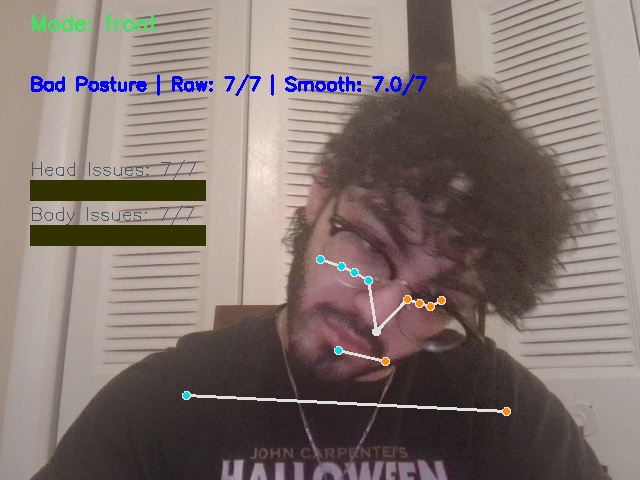 Mode: front
Bad Posture | Raw: 7/7 | Smooth: 7.0/7
Head Issues: 7/7
Body Issues: 7/7
JOHN CARPENTER'S
HALLOWEEN